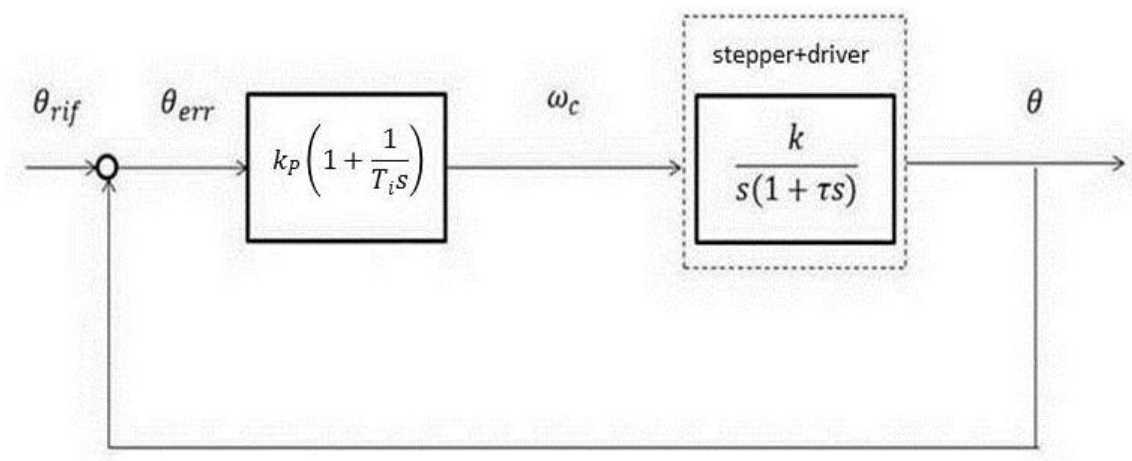 stepper+driver
θ_rif
θ_err
k_P(1 + 1/(T_i s))
ω_c
k/(s(1 + τs))
θ